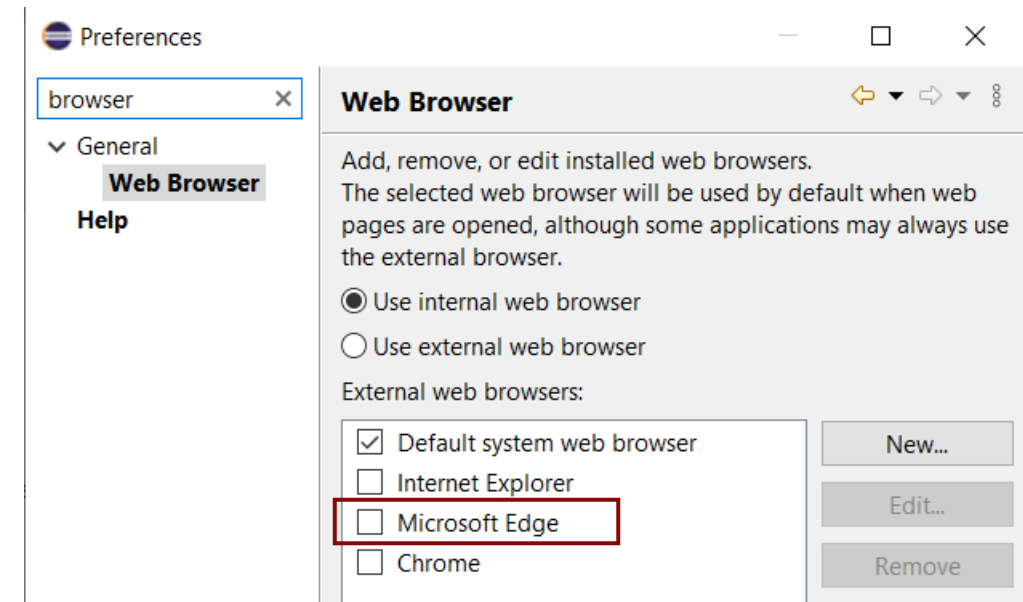 Preferences
browser
General
Web Browser
Help
Web Browser
Add, remove, or edit installed web browsers.
The selected web browser will be used by default when web
pages are opened, although some applications may always use
the external browser.
Use internal web browser
Use external web browser
External web browsers:
Default system web browser
Internet Explorer
Microsoft Edge
Chrome
New...
Edit...
Remove